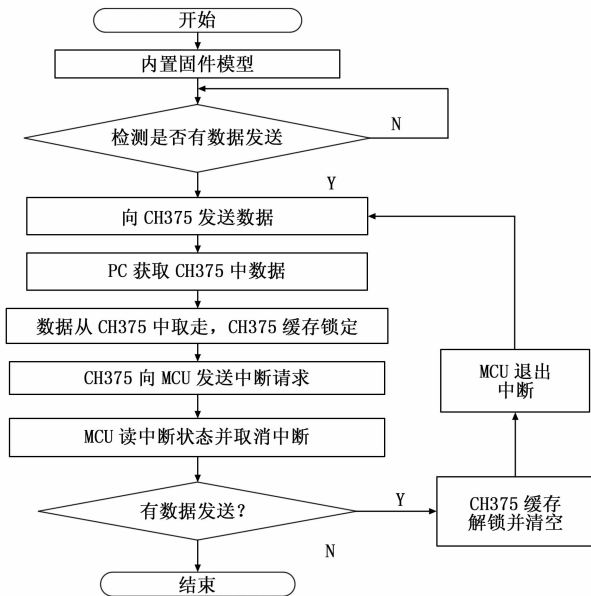 开始
内置固件模型
检测是否有数据发送
N
Y
向 CH375 发送数据
PC 获取 CH375 中数据
数据从 CH375 中取走，CH375 缓存锁定
CH375 向 MCU 发送中断请求
MCU 读中断状态并取消中断
有数据发送？
Y
N
结束
CH375 缓存
解锁并清空
MCU 退出
中断